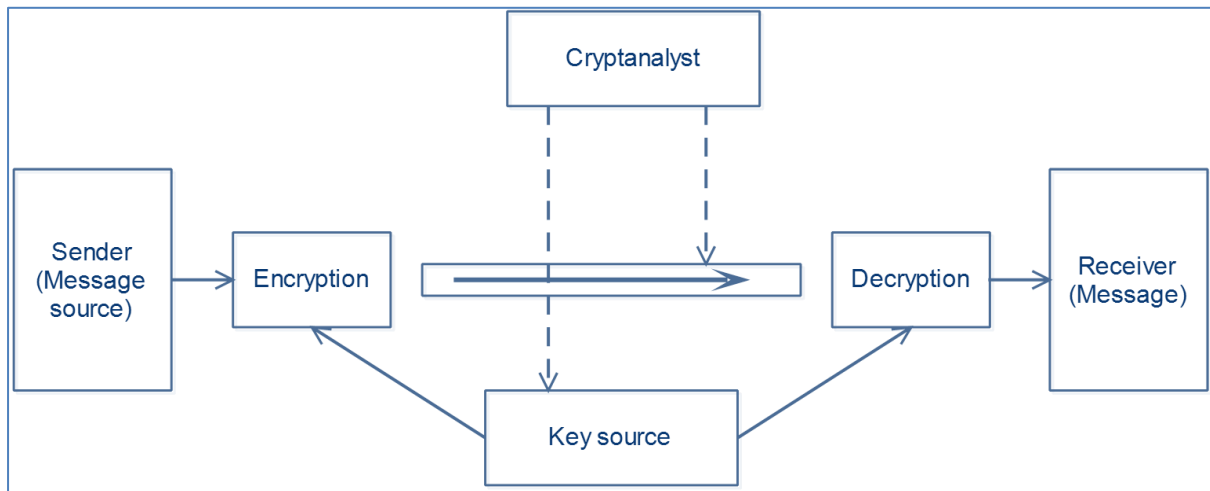 Cryptanalyst
Sender
(Message
source)
Encryption
Decryption
Receiver
(Message)
Key source